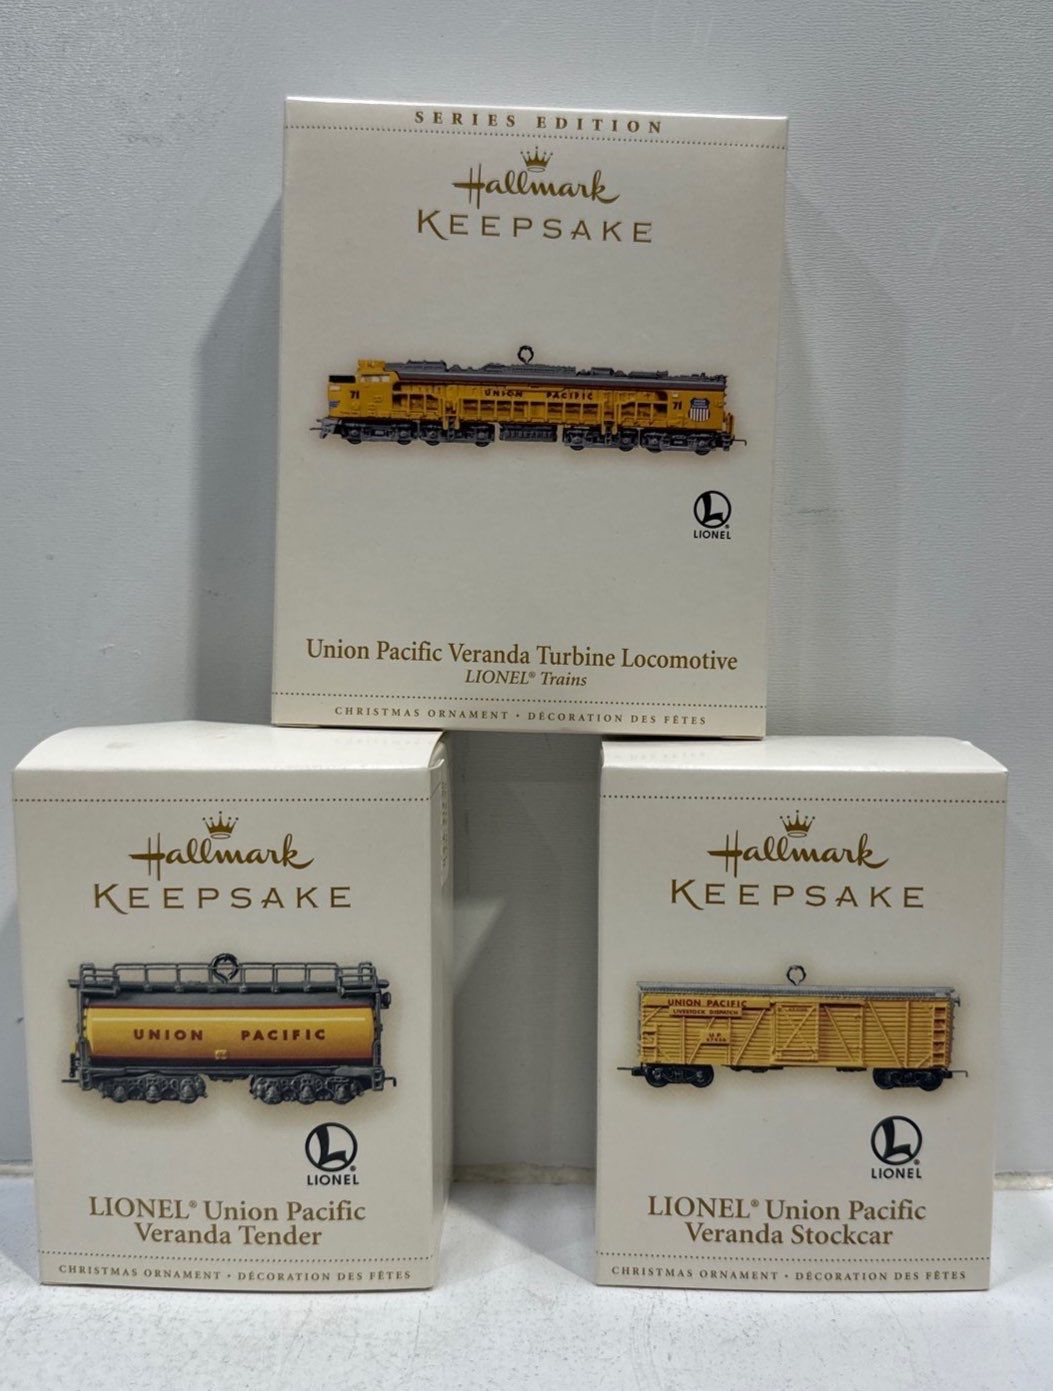 SERIES EDITION
Hallmark
KEEPSAKE
71 UNION PACIFIC 71
L
LIONEL
Union Pacific Veranda Turbine Locomotive
LIONEL® Trains
CHRISTMAS ORNAMENT • DÉCORATION DES FÊTES
Hallmark
KEEPSAKE
UNION PACIFIC
L
LIONEL
LIONEL® Union Pacific
Veranda Tender
CHRISTMAS ORNAMENT • DÉCORATION DES FÊTES
Hallmark
KEEPSAKE
UNION PACIFIC
LIVESTOCK DISPATCH
U.P.
L
LIONEL
LIONEL® Union Pacific
Veranda Stockcar
CHRISTMAS ORNAMENT • DÉCORATION DES FÊTES